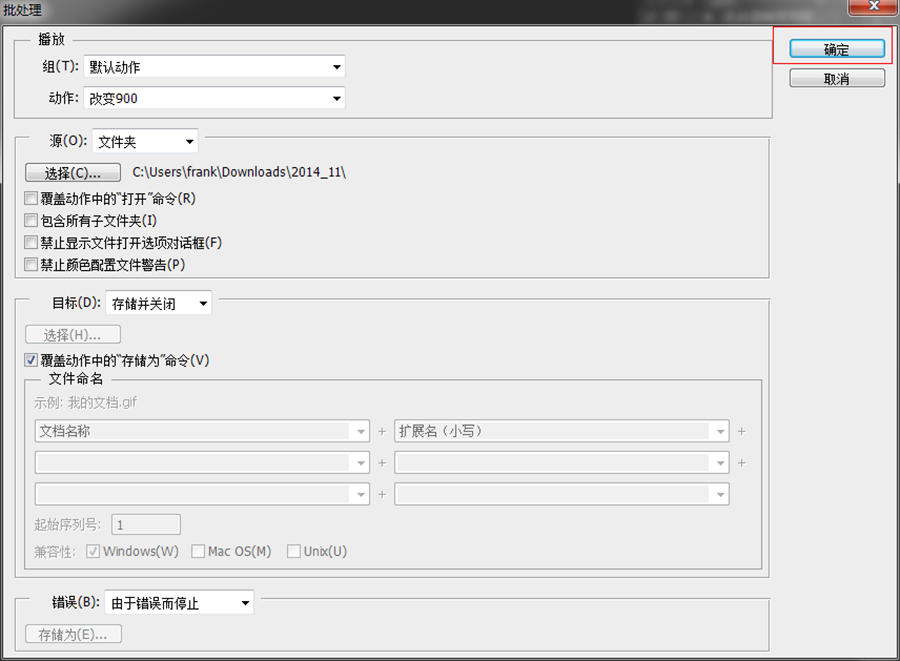 批处理
播放
组(T): 默认动作
动作: 改变900
确定
取消
源(O): 文件夹
选择(C)... C:\Users\frank\Downloads\2014_11\
覆盖动作中的“打开”命令(R)
包含所有子文件夹(I)
禁止显示文件打开选项对话框(F)
禁止颜色配置文件警告(P)
目标(D): 存储并关闭
选择(H)...
覆盖动作中的“存储为”命令(V)
文件命名
示例: 我的文档.gif
文档名称 + 扩展名（小写） +
+ +
+
起始序列号: 1
兼容性: Windows(W) Mac OS(M) Unix(U)
错误(B): 由于错误而停止
存储为(E)...